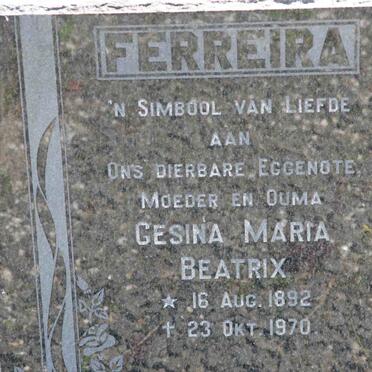 FERREIRA
'N SIMBOOL VAN LIEFDE
AAN
ONS DIERBARE EGGENOTE,
MOEDER EN OUMA
GESINA MARIA
BEATRIX
* 16 AUG. 1892
† 23 OKT. 1970